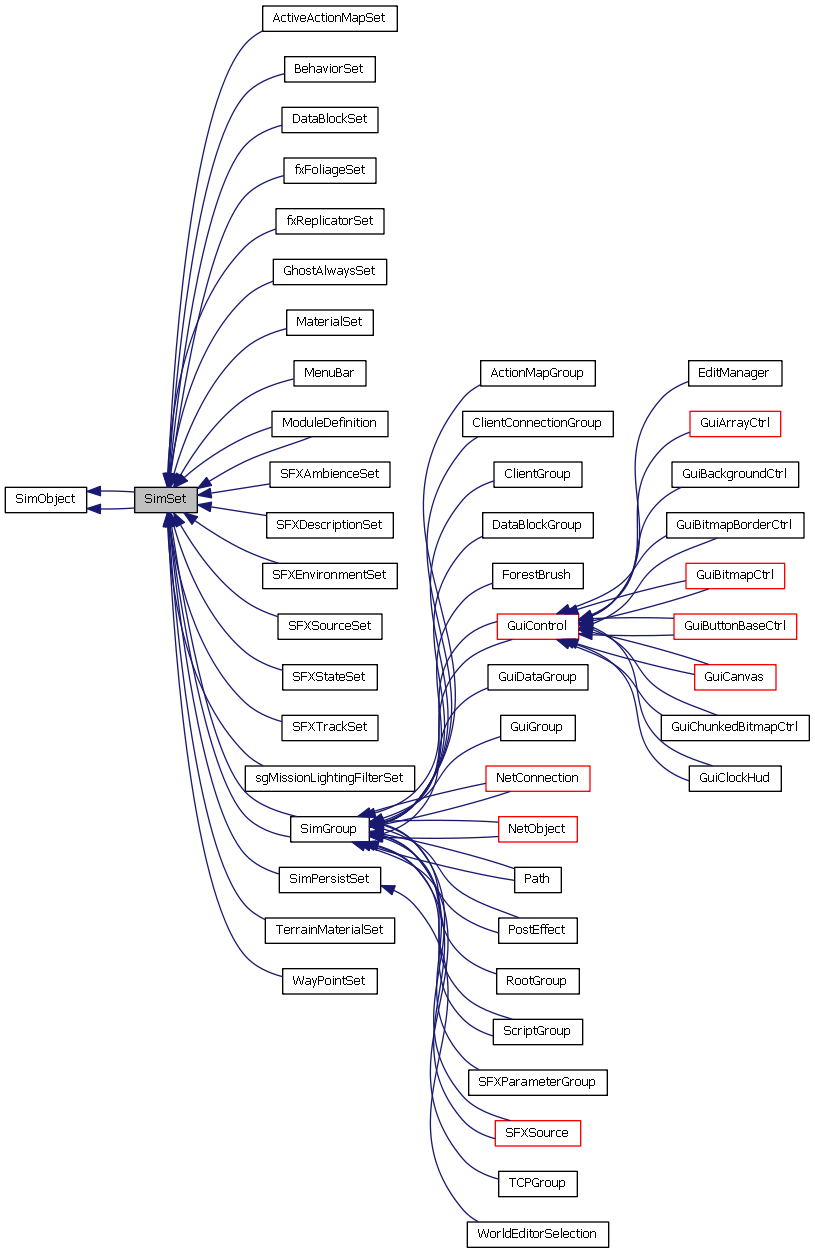 SimObject
SimSet
ActiveActionMapSet
BehaviorSet
DataBlockSet
fxFoliageSet
fxReplicatorSet
GhostAlwaysSet
MaterialSet
MenuBar
ModuleDefinition
SFXAmbienceSet
SFXDescriptionSet
SFXEnvironmentSet
SFXSourceSet
SFXStateSet
SFXTrackSet
sgMissionLightingFilterSet
SimGroup
SimPersistSet
TerrainMaterialSet
WayPointSet
ActionMapGroup
ClientConnectionGroup
ClientGroup
DataBlockGroup
ForestBrush
GuiControl
GuiDataGroup
GuiGroup
NetConnection
NetObject
Path
PostEffect
RootGroup
ScriptGroup
SFXParameterGroup
SFXSource
TCPGroup
WorldEditorSelection
EditManager
GuiArrayCtrl
GuiBackgroundCtrl
GuiBitmapBorderCtrl
GuiBitmapCtrl
GuiButtonBaseCtrl
GuiCanvas
GuiChunkedBitmapCtrl
GuiClockHud